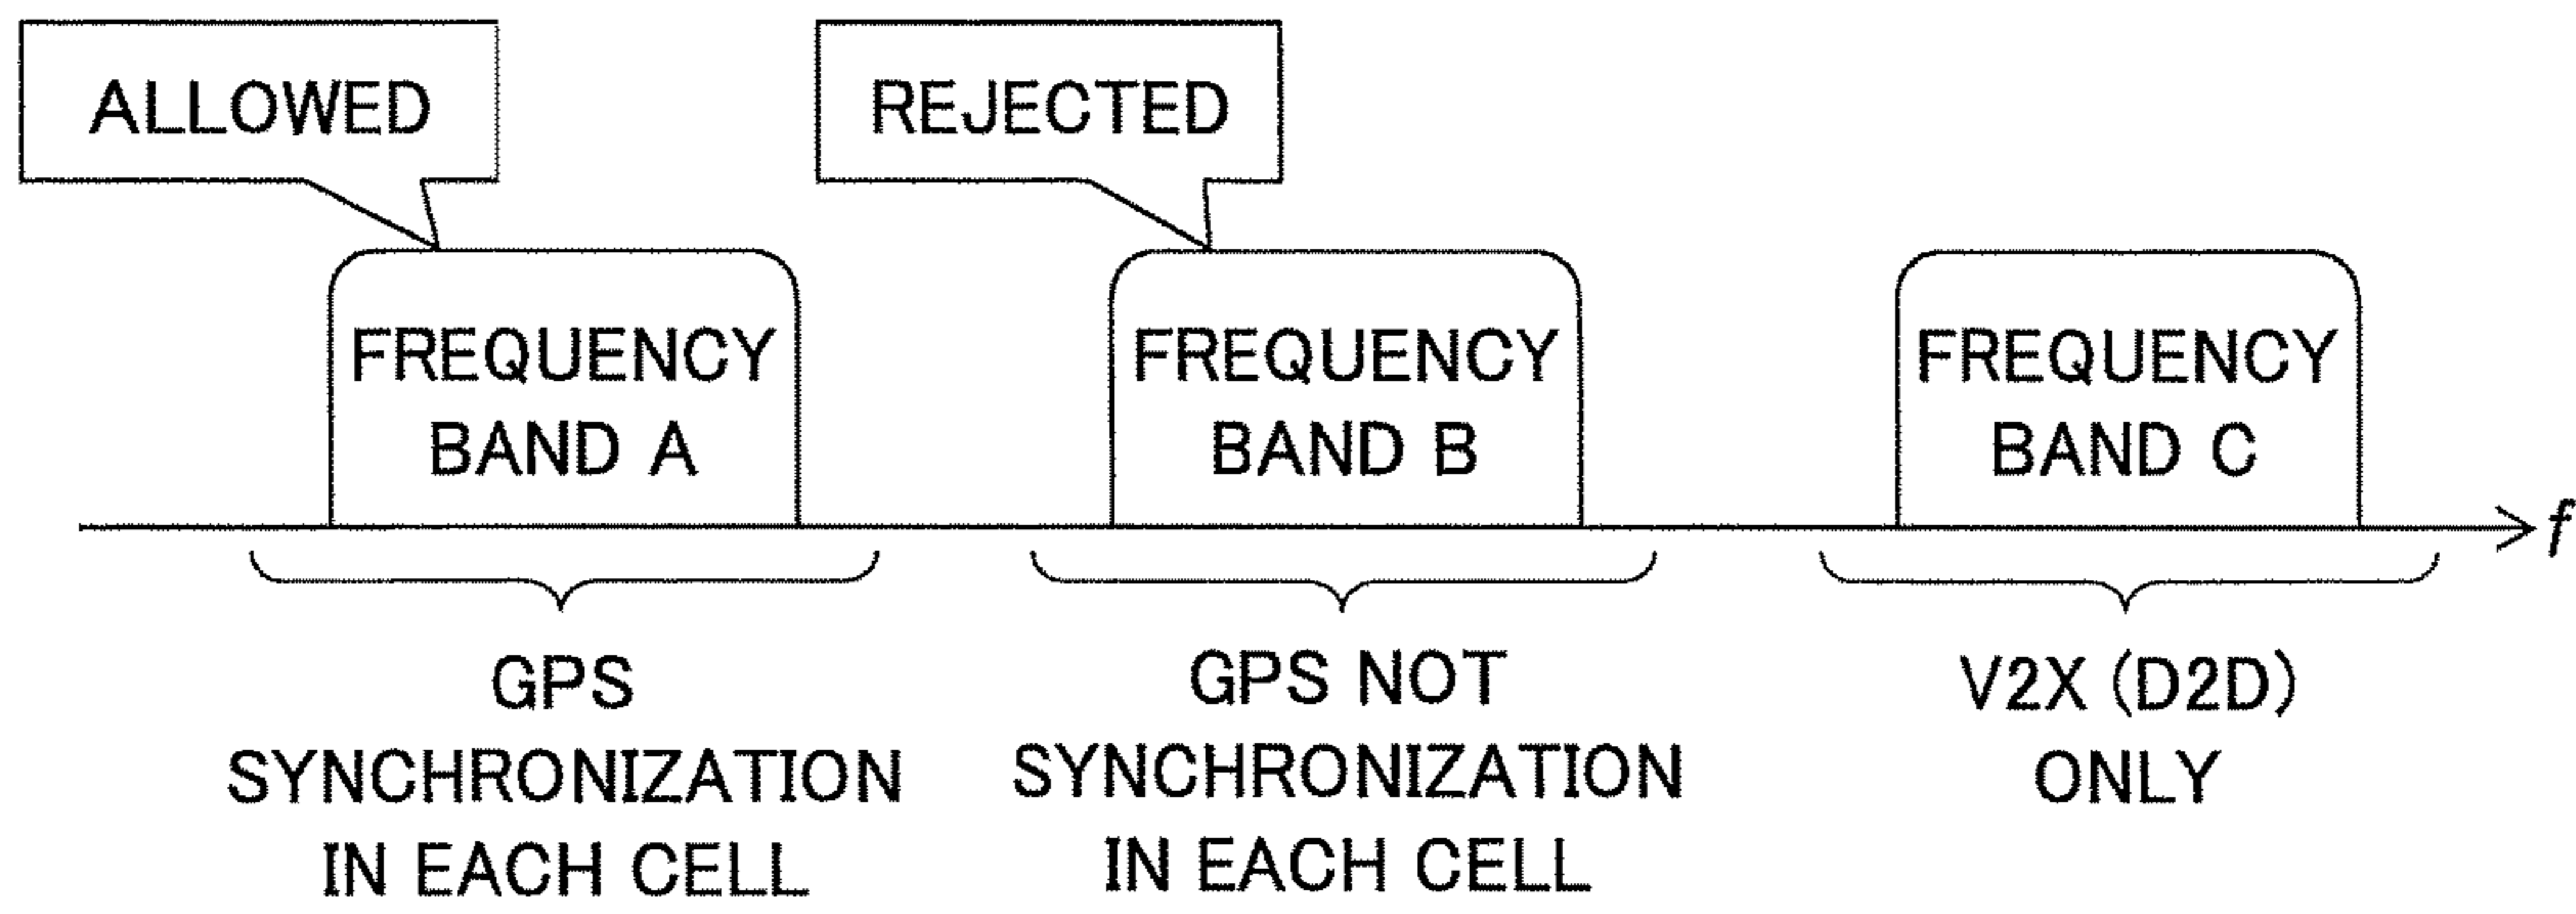 ALLOWED
REJECTED
FREQUENCY
BAND A
FREQUENCY
BAND B
FREQUENCY
BAND C
f
GPS
SYNCHRONIZATION
IN EACH CELL
GPS NOT
SYNCHRONIZATION
IN EACH CELL
V2X (D2D)
ONLY